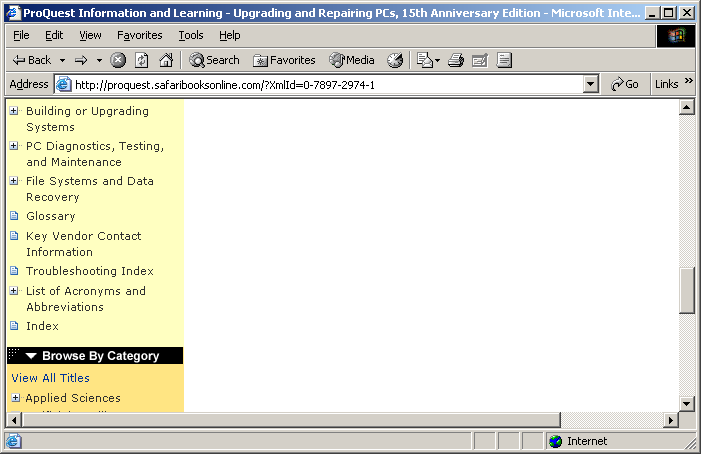 ProQuest Information and Learning - Upgrading and Repairing PCs, 15th Anniversary Edition - Microsoft Inte...
File Edit View Favorites Tools Help
Back Search Favorites Media
Address http://proquest.safaribooksonline.com/?XmlId=0-7897-2974-1 Go Links »
Building or Upgrading
Systems
PC Diagnostics, Testing,
and Maintenance
File Systems and Data
Recovery
Glossary
Key Vendor Contact
Information
Troubleshooting Index
List of Acronyms and
Abbreviations
Index
Browse By Category
View All Titles
Applied Sciences
Internet